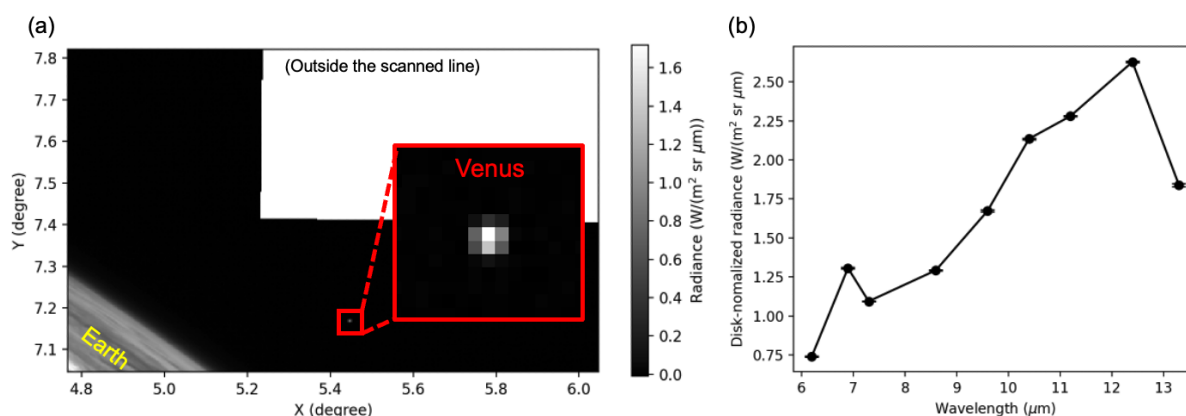 (a)
(b)
(Outside the scanned line)
Venus
Earth
7.8
7.7
7.6
7.5
7.4
7.3
7.2
7.1
Y (degree)
4.8 5.0 5.2 5.4 5.6 5.8 6.0
X (degree)
1.6
1.4
1.2
1.0
0.8
0.6
0.4
0.2
0.0
Radiance (W/(m² sr μm))
2.50
2.25
2.00
1.75
1.50
1.25
1.00
0.75
Disk-nomalized radiance (W/(m² sr μm)
6 7 8 9 10 11 12 13
Wavelength (μm)